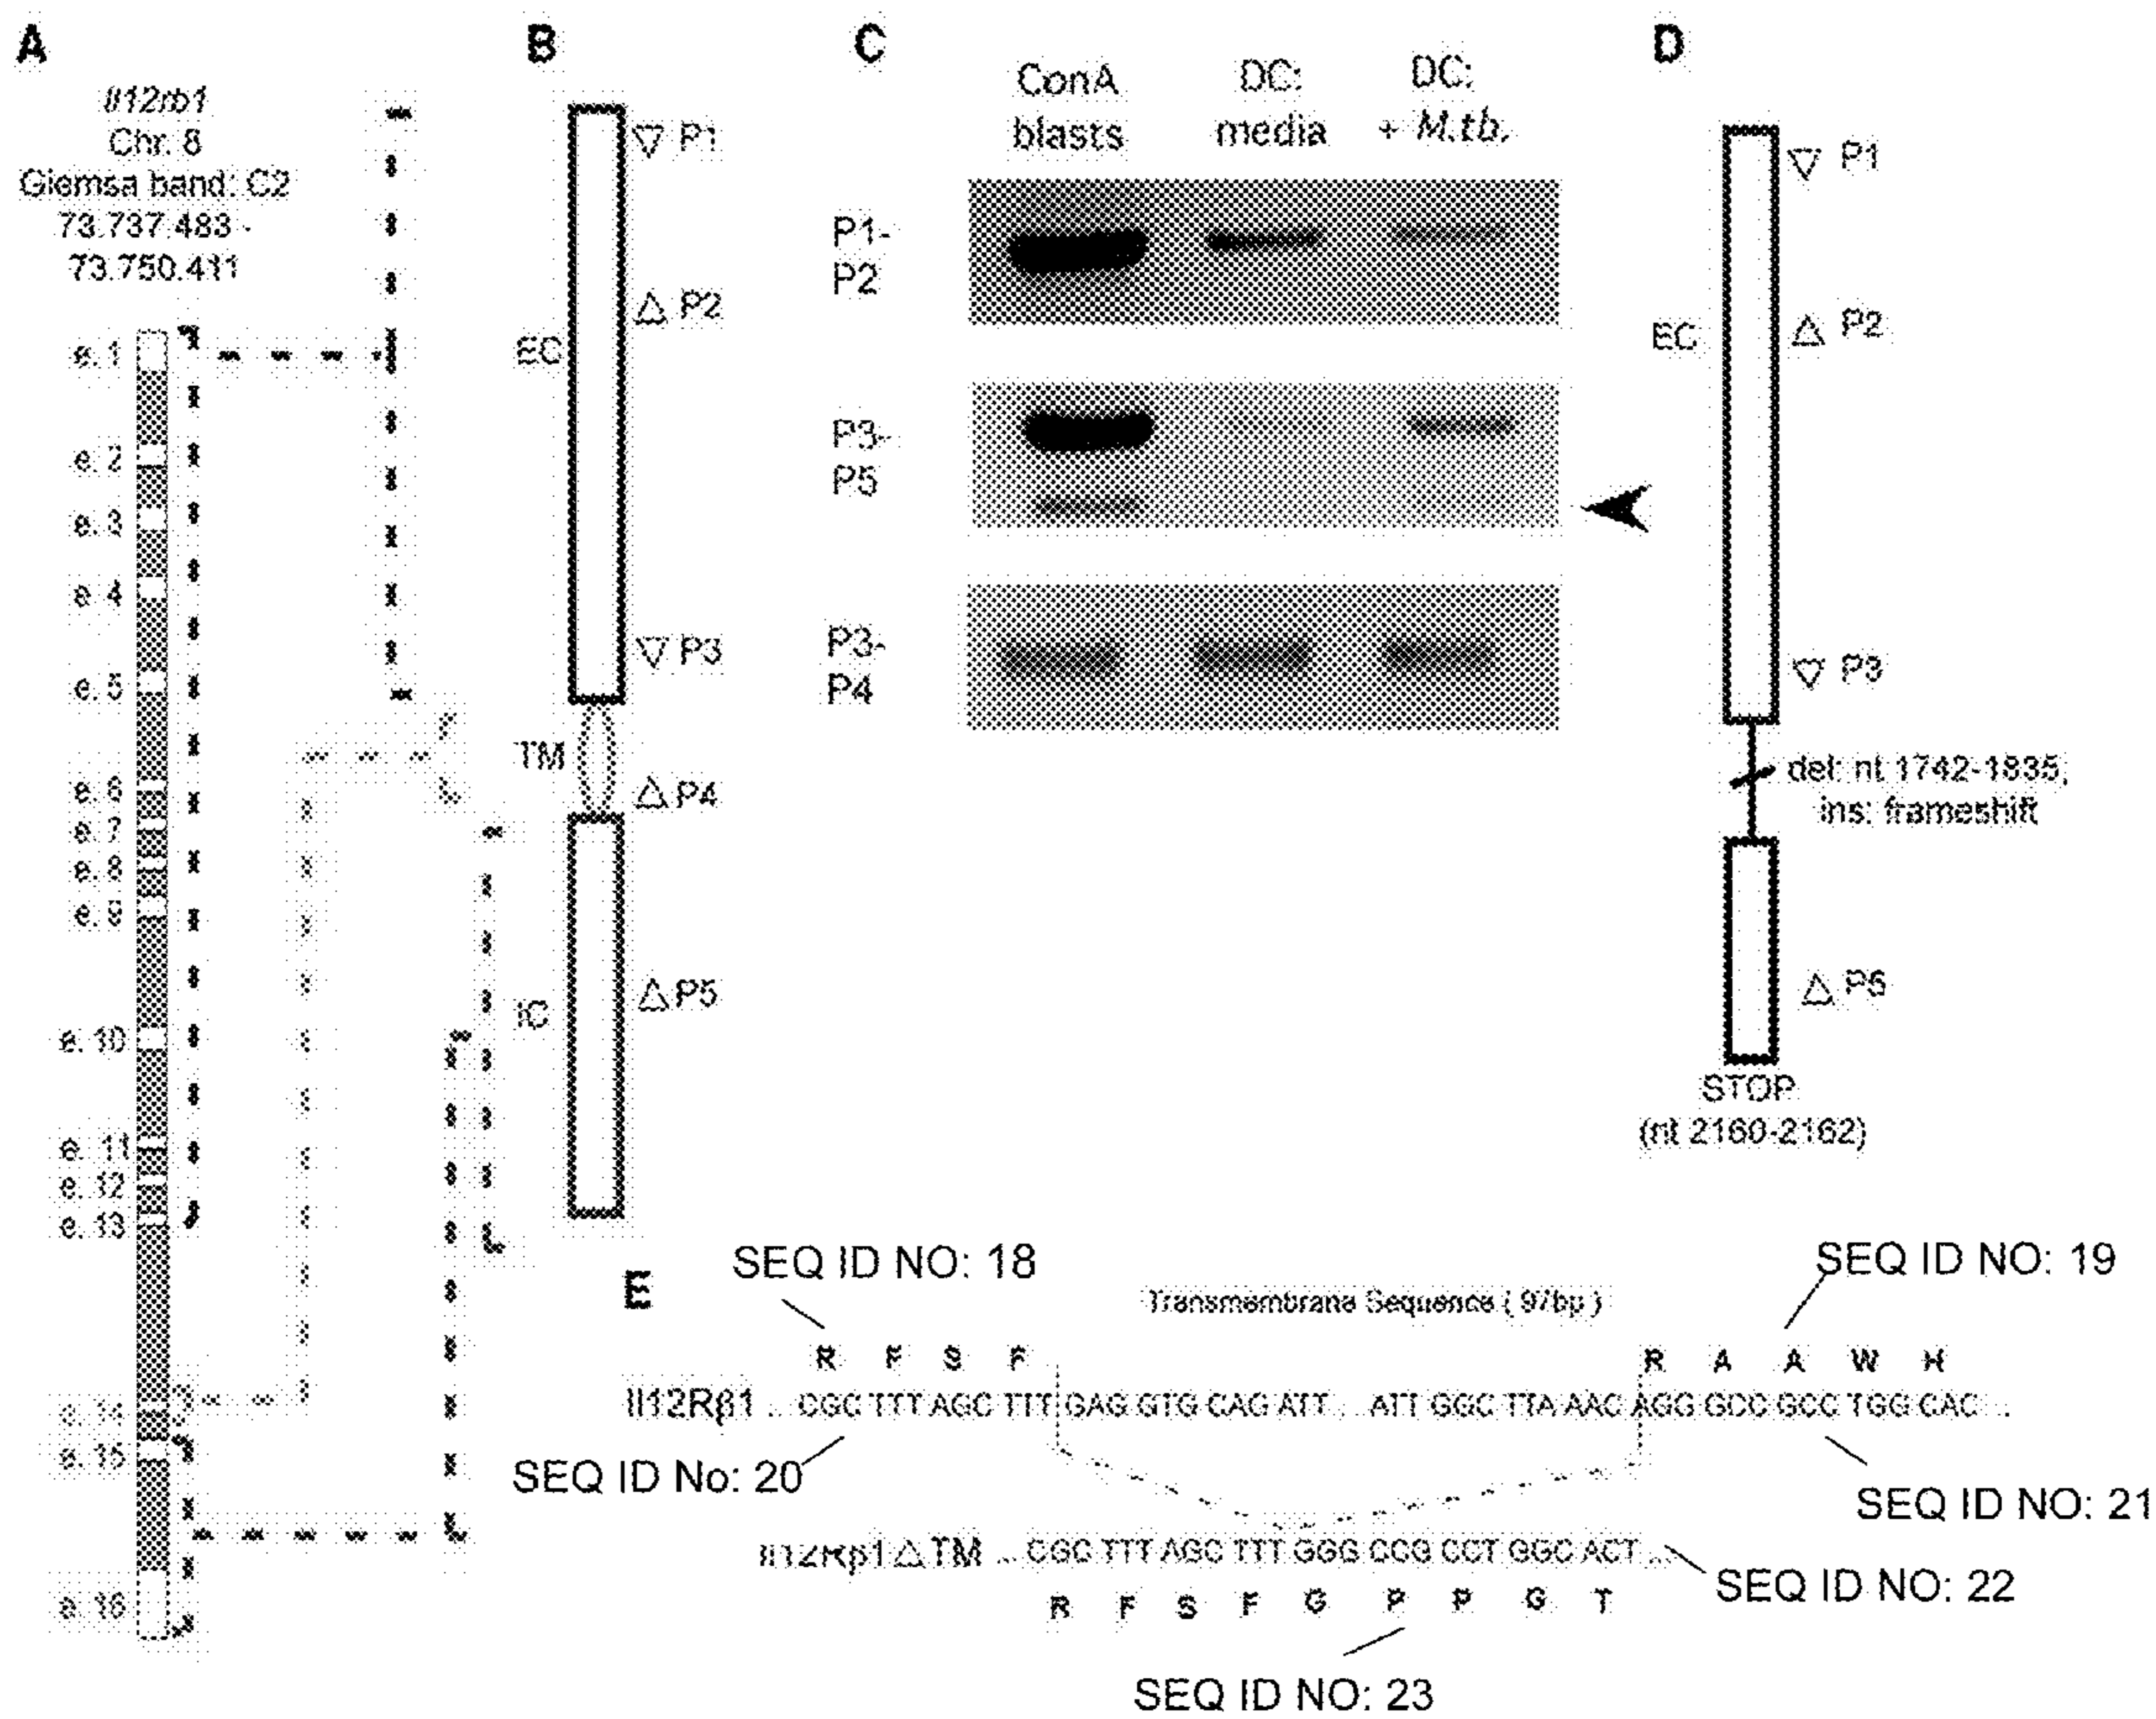 A
Il12rb1
Chr. 8
Giemsa band: C2
73.737.483 -
73.750.411
e. 1
e. 2
e. 3
e. 4
e. 5
e. 6
e. 7
e. 8
e. 9
e. 10
e. 11
e. 12
e. 13
e. 14
e. 15
e. 16
B
P1
P2
EC
P3
TM
P4
P5
IC
C
ConA blasts
DC: media
DC: + M.tb.
P1-
P2
P3-
P5
P3-
P4
D
P1
EC
P2
P3
del: nt 1742-1835,
ins: frameshift
P5
STOP
(nt 2160-2162)
E
SEQ ID NO: 18
SEQ ID NO: 19
Transmembrane Sequence ( 97bp )
R F S F
R A A W H
Il12Rβ1 ... CGC TTT AGC TTT GAG GTG CAG ATT ... ATT GGC TTA AAC AGG GCC GCC TGG CAC ...
SEQ ID No: 20
SEQ ID NO: 21
Il12Rβ1△TM ... CGC TTT AGC TTT GGG CCG CCT GGC ACT ...
SEQ ID NO: 22
R F S F G P P G T
SEQ ID NO: 23